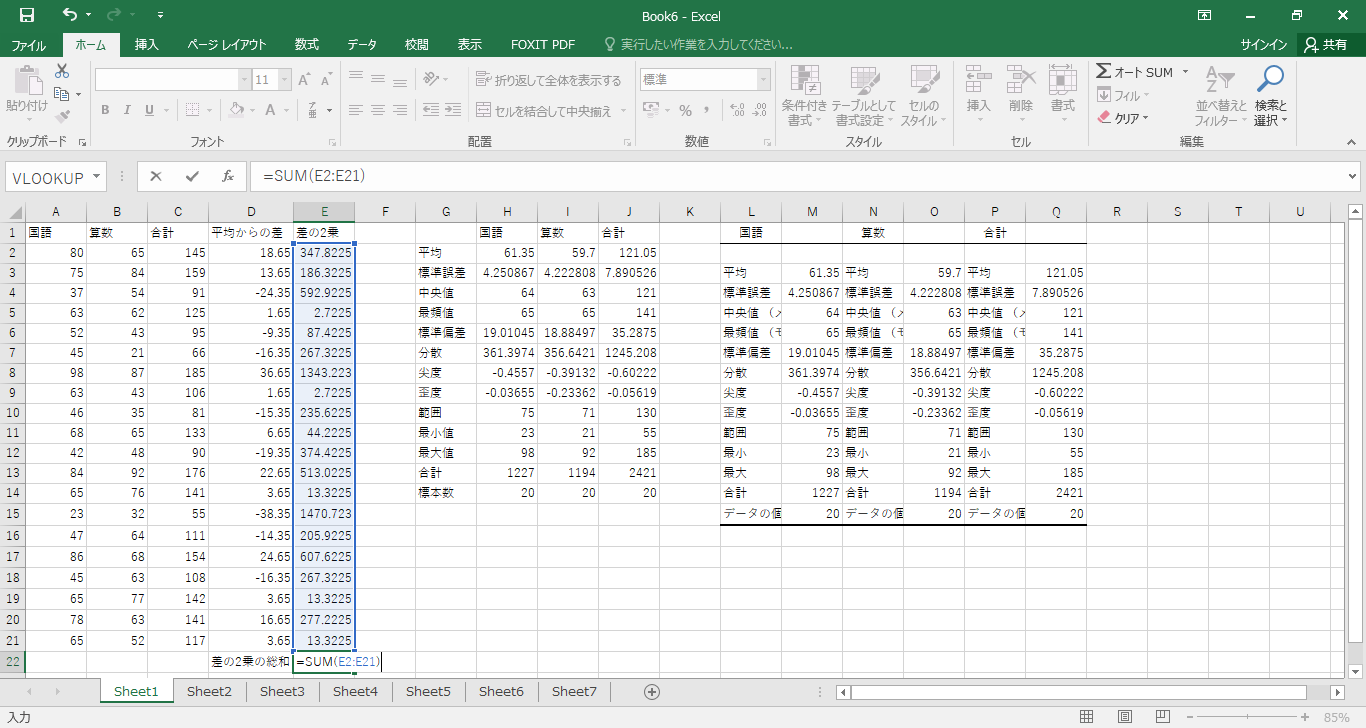 Book6 - Excel
ファイル ホーム 挿入 ページ レイアウト 数式 データ 校閲 表示 FOXIT PDF 実行したい作業を入力してください... サインイン 共有
貼り付け
11
B I U A
折り返して全体を表示する
セルを結合して中央揃え
標準
%
条件付き書式
テーブルとして書式設定
セルのスタイル
挿入 削除 書式
オート SUM
フィル
クリア
並べ替えとフィルター
検索と選択
クリップボード フォント 配置 数値 スタイル セル 編集
VLOOKUP fx =SUM(E2:E21)
A B C D E F G H I J K L M N O P Q R S T U
1 国語 算数 合計 平均からの差 差の2乗 国語 算数 合計 国語 算数 合計
2 80 65 145 18.65 347.8225 平均 61.35 59.7 121.05
3 75 84 159 13.65 186.3225 標準誤差 4.250867 4.222808 7.890526 平均 61.35 平均 59.7 平均 121.05
4 37 54 91 -24.35 592.9225 中央値 64 63 121 標準誤差 4.250867 標準誤差 4.222808 標準誤差 7.890526
5 63 62 125 1.65 2.7225 最頻値 65 65 141 中央値 （メ 64 中央値 （メ 63 中央値 （メ 121
6 52 43 95 -9.35 87.4225 標準偏差 19.01045 18.88497 35.2875 最頻値 （モ 65 最頻値 （モ 65 最頻値 （モ 141
7 45 21 66 -16.35 267.3225 分散 361.3974 356.6421 1245.208 標準偏差 19.01045 標準偏差 18.88497 標準偏差 35.2875
8 98 87 185 36.65 1343.223 尖度 -0.4557 -0.39132 -0.60222 分散 361.3974 分散 356.6421 分散 1245.208
9 63 43 106 1.65 2.7225 歪度 -0.03655 -0.23362 -0.05619 尖度 -0.4557 尖度 -0.39132 尖度 -0.60222
10 46 35 81 -15.35 235.6225 範囲 75 71 130 歪度 -0.03655 歪度 -0.23362 歪度 -0.05619
11 68 65 133 6.65 44.2225 最小値 23 21 55 範囲 75 範囲 71 範囲 130
12 42 48 90 -19.35 374.4225 最大値 98 92 185 最小 23 最小 21 最小 55
13 84 92 176 22.65 513.0225 合計 1227 1194 2421 最大 98 最大 92 最大 185
14 65 76 141 3.65 13.3225 標本数 20 20 20 合計 1227 合計 1194 合計 2421
15 23 32 55 -38.35 1470.723 データの個 20 データの個 20 データの個 20
16 47 64 111 -14.35 205.9225
17 86 68 154 24.65 607.6225
18 45 63 108 -16.35 267.3225
19 65 77 142 3.65 13.3225
20 78 63 141 16.65 277.2225
21 65 52 117 3.65 13.3225
22 差の2乗の総和 =SUM(E2:E21)
Sheet1 Sheet2 Sheet3 Sheet4 Sheet5 Sheet6 Sheet7
入力 85%